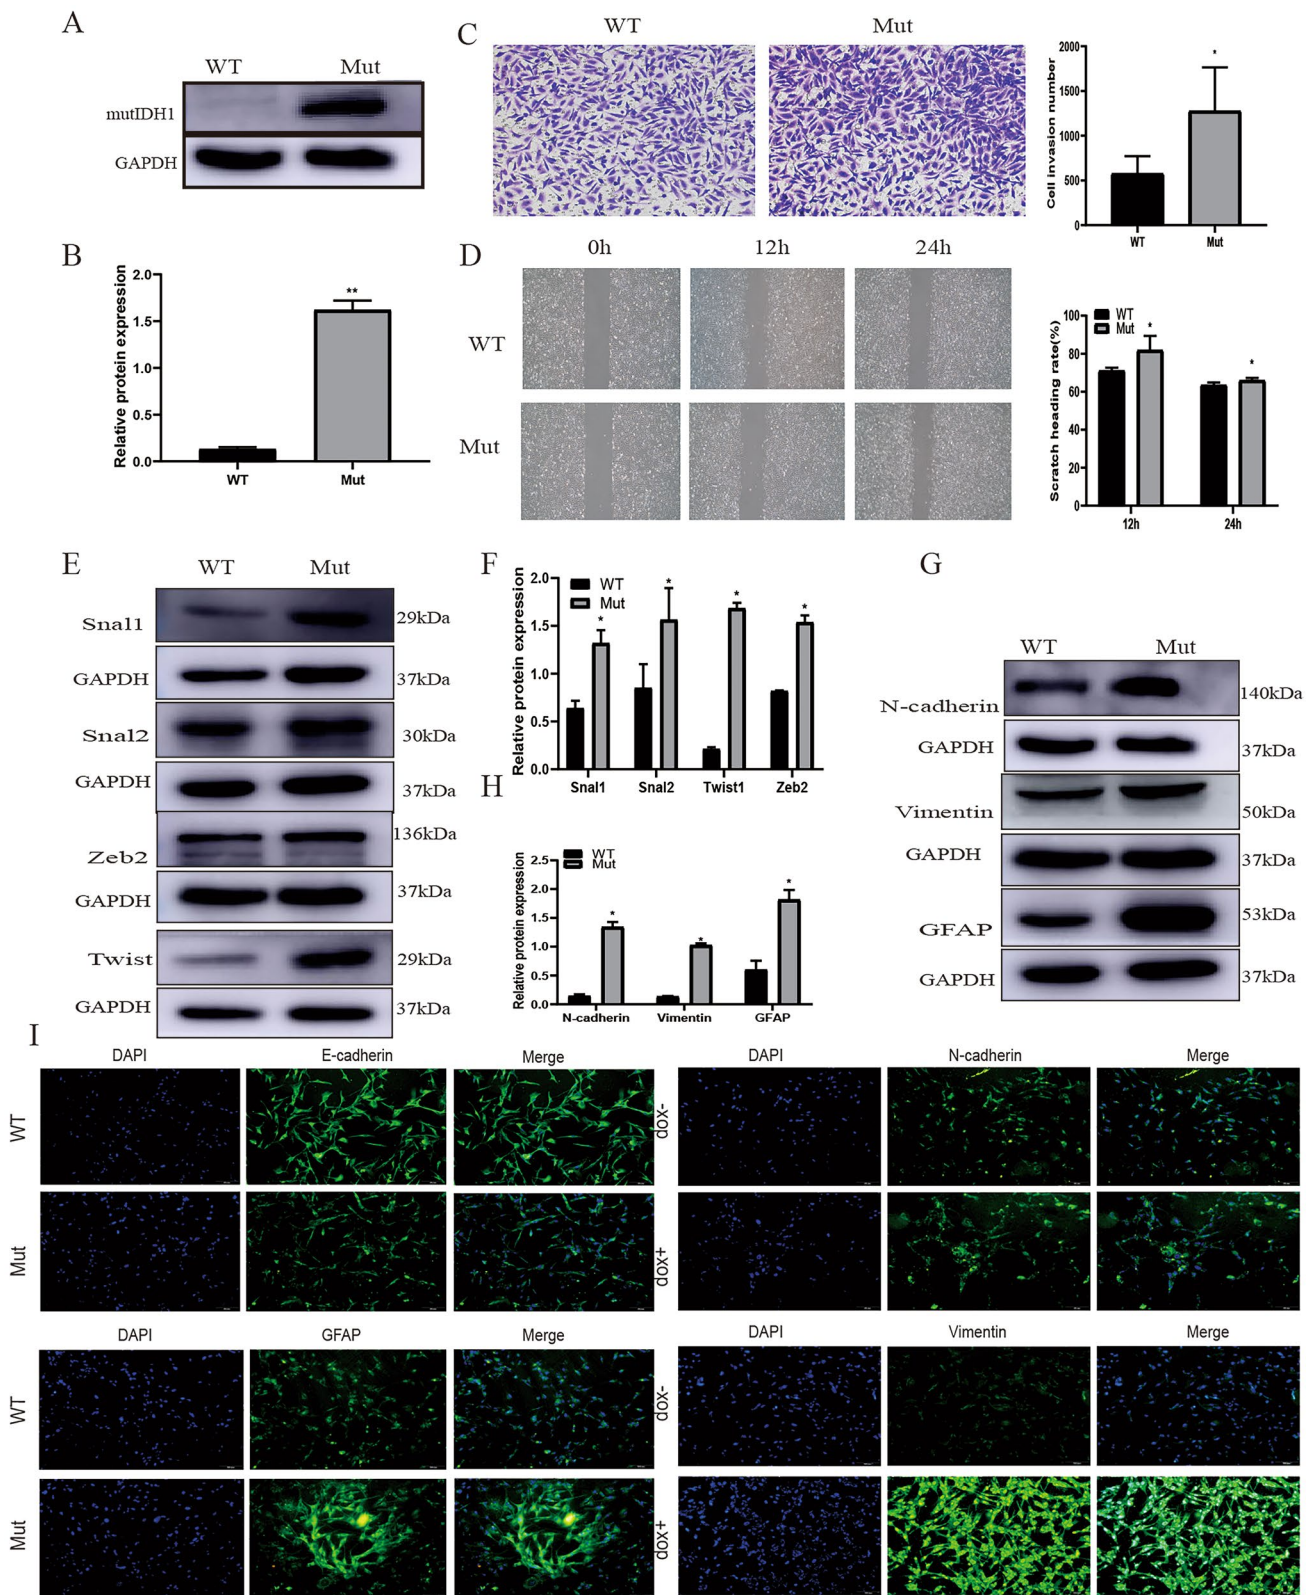 A
WT
Mut
mutIDH1
GAPDH
B
Relative protein expression
2.0
1.5
1.0
0.5
0.0
**
WT
Mut
C
WT
Mut
Cell invasion number
2000
1500
1000
500
0
*
WT
Mut
D
0h
12h
24h
WT
Mut
Scratch heading rate(%)
100
80
60
40
20
0
WT
Mut
*
*
12h
24h
E
WT
Mut
Snal1
29kDa
GAPDH
37kDa
Snal2
30kDa
GAPDH
37kDa
Zeb2
136kDa
GAPDH
37kDa
Twist
29kDa
GAPDH
37kDa
F
Relative protein expression
2.0
1.5
1.0
0.5
0.0
WT
Mut
*
*
*
*
Snal1
Snal2
Twist1
Zeb2
G
WT
Mut
N-cadherin
140kDa
GAPDH
37kDa
Vimentin
50kDa
GAPDH
37kDa
GFAP
53kDa
GAPDH
37kDa
H
Relative protein expression
2.5
2.0
1.5
1.0
0.5
0.0
WT
Mut
*
*
*
N-cadherin
Vimentin
GFAP
I
DAPI
E-cadherin
Merge
WT
Mut
DAPI
N-cadherin
Merge
dox-
dox+
DAPI
GFAP
Merge
WT
Mut
DAPI
Vimentin
Merge
dox-
dox+